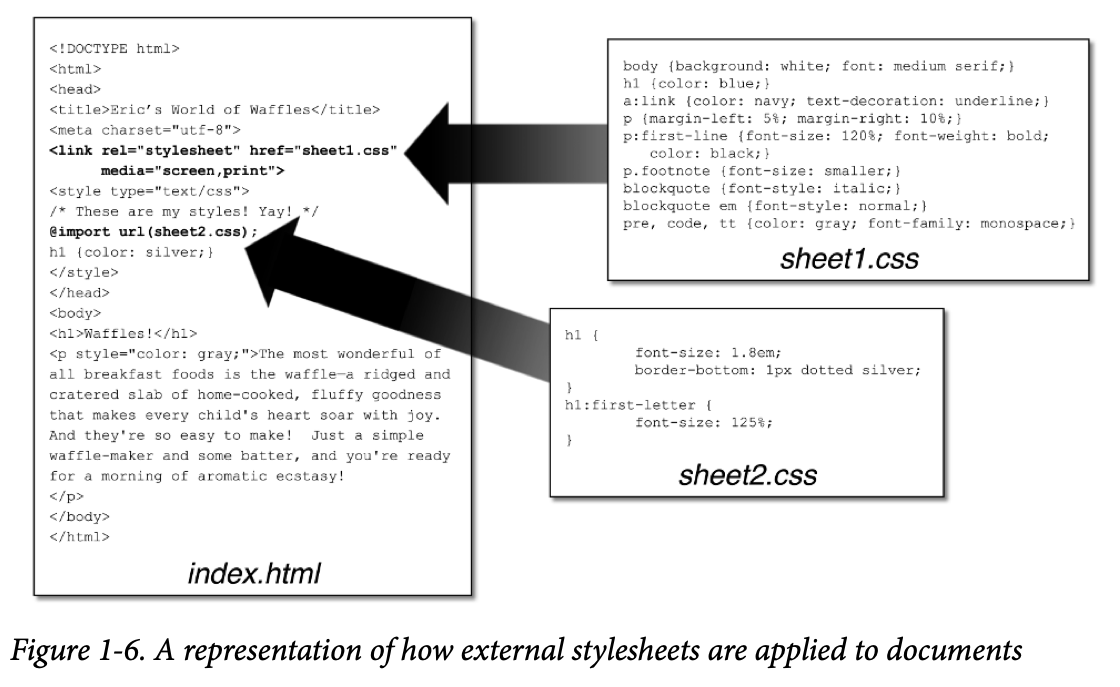 <!DOCTYPE html>
<html>
<head>
<title>Eric’s World of Waffles</title>
<meta charset="utf-8">
<link rel="stylesheet" href="sheet1.css"
media="screen,print">
<style type="text/css">
/* These are my styles! Yay! */
@import url(sheet2.css);
h1 {color: silver;}
</style>
</head>
<body>
<h1>Waffles!</h1>
<p style="color: gray;">The most wonderful of
all breakfast foods is the waffle—a ridged and
cratered slab of home-cooked, fluffy goodness
that makes every child's heart soar with joy.
And they're so easy to make!  Just a simple
waffle-maker and some batter, and you're ready
for a morning of aromatic ecstasy!
</p>
</body>
</html>
index.html
body {background: white; font: medium serif;}
h1 {color: blue;}
a:link {color: navy; text-decoration: underline;}
p {margin-left: 5%; margin-right: 10%;}
p:first-line {font-size: 120%; font-weight: bold;
color: black;}
p.footnote {font-size: smaller;}
blockquote {font-style: italic;}
blockquote em {font-style: normal;}
pre, code, tt {color: gray; font-family: monospace;}
sheet1.css
h1 {
font-size: 1.8em;
border-bottom: 1px dotted silver;
}
h1:first-letter {
font-size: 125%;
}
sheet2.css
Figure 1-6. A representation of how external stylesheets are applied to documents